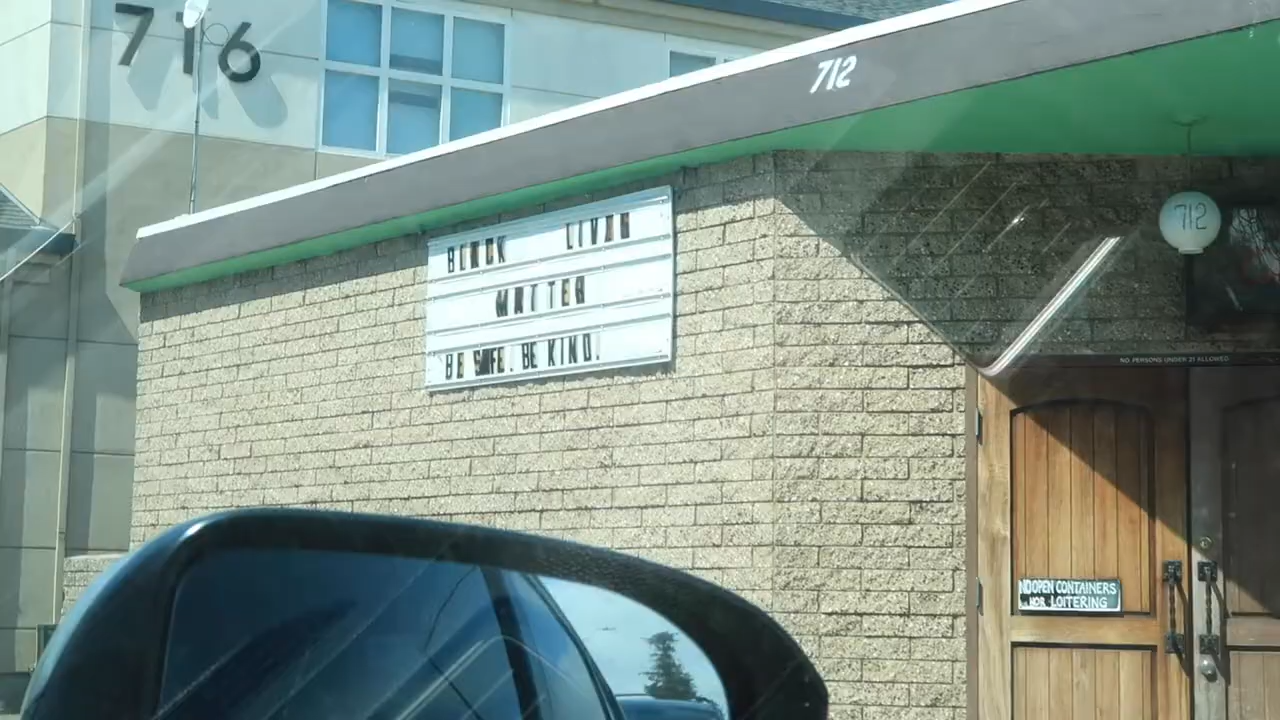 716
712
BLACK LIVES
MATTER
BE SAFE. BE KIND.
712
NO PERSONS UNDER 21 ALLOWED
NO OPEN CONTAINERS
NOR LOITERING